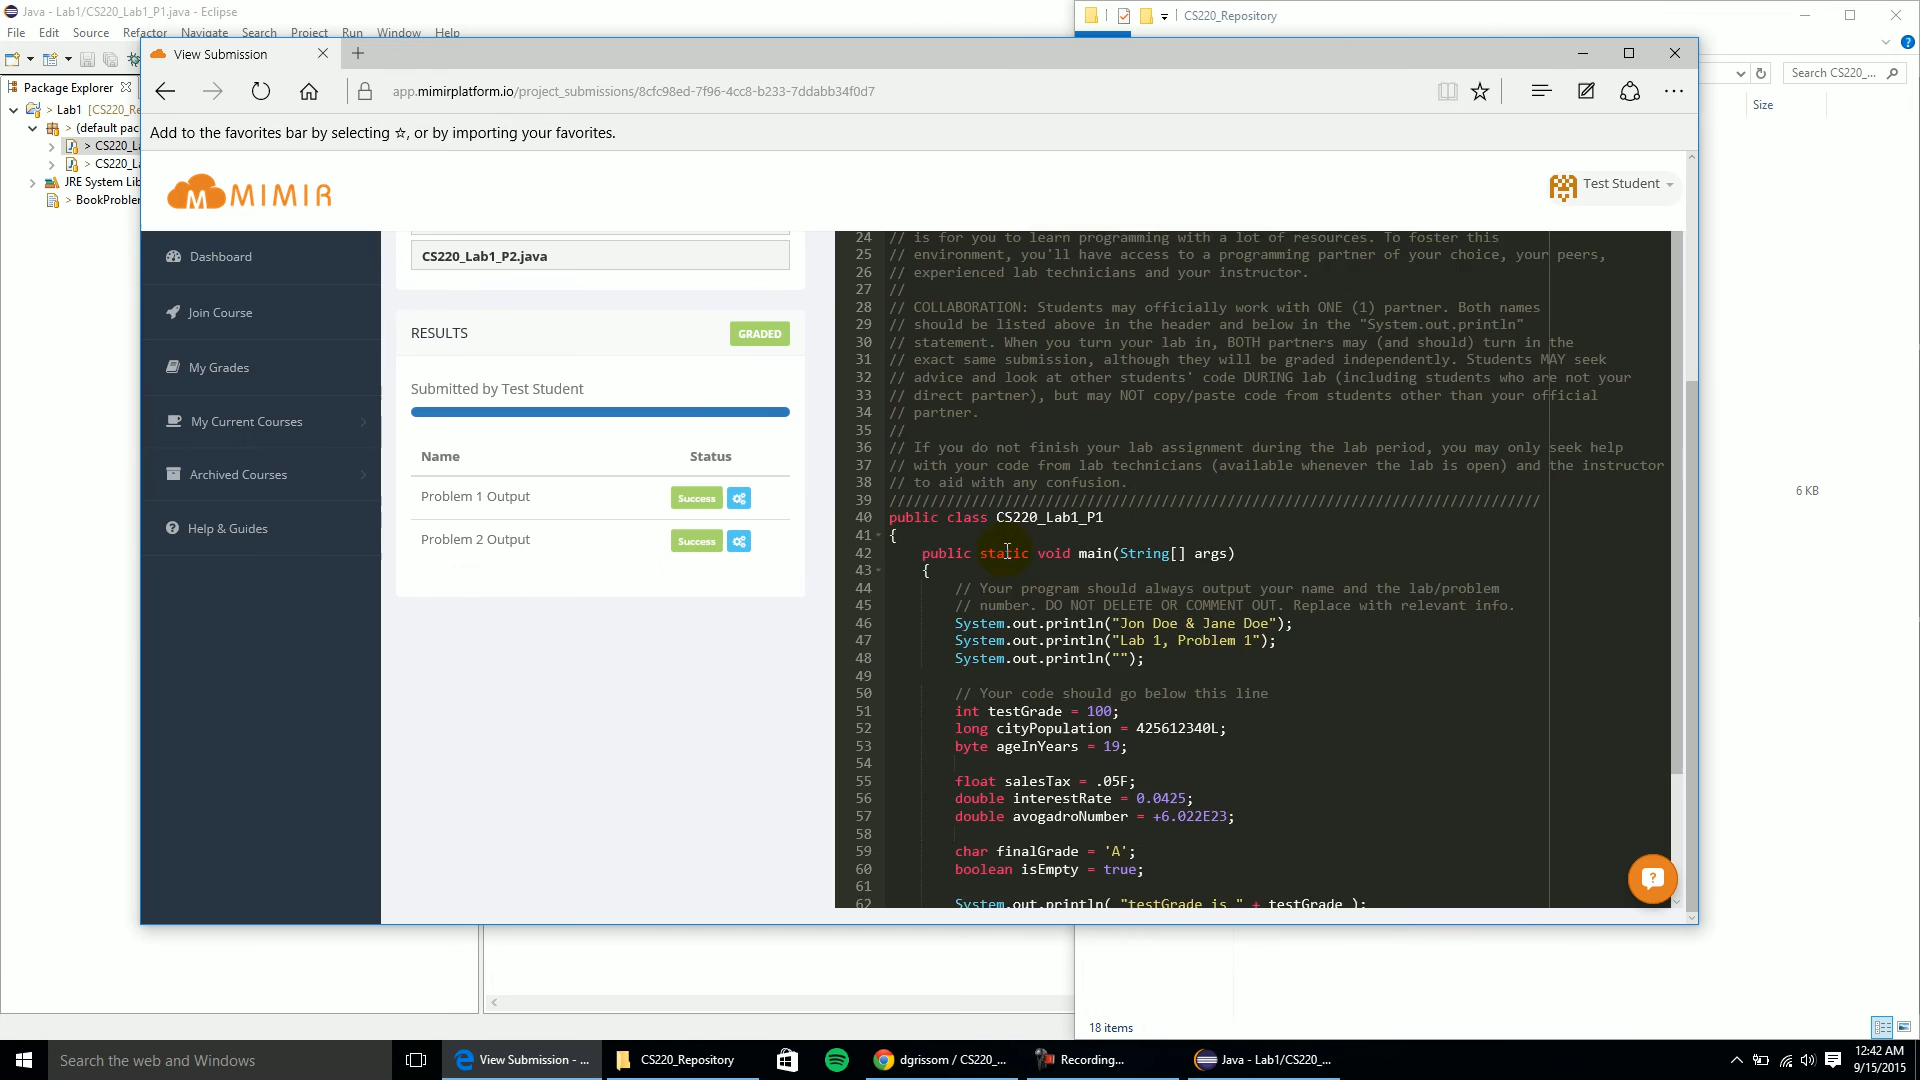 Java - Lab1/CS220_Lab1_P1.java - Eclipse
File Edit Source Refactor Navigate Search Project Run Window Help
Package Explorer
Lab1 [CS220_Re
> (default pac
> CS220_La
> CS220_La
JRE System Lib
> BookProbler
CS220_Repository
Search CS220_...
Size
6 KB
18 items
View Submission
app.mimirplatform.io/project_submissions/8cfc98ed-7f96-4cc8-b233-7ddabb34f0d7
Add to the favorites bar by selecting ☆, or by importing your favorites.
MIMIR
Test Student
Dashboard
Join Course
My Grades
My Current Courses
Archived Courses
Help & Guides
CS220_Lab1_P2.java
RESULTS
GRADED
Submitted by Test Student
Name Status
Problem 1 Output Success
Problem 2 Output Success
24 // is for you to learn programming with a lot of resources. To foster this
25 // environment, you'll have access to a programming partner of your choice, your peers,
26 // experienced lab technicians and your instructor.
27 //
28 // COLLABORATION: Students may officially work with ONE (1) partner. Both names
29 // should be listed above in the header and below in the "System.out.println"
30 // statement. When you turn your lab in, BOTH partners may (and should) turn in the
31 // exact same submission, although they will be graded independently. Students MAY seek
32 // advice and look at other students' code DURING lab (including students who are not your
33 // direct partner), but may NOT copy/paste code from students other than your official
34 // partner.
35 //
36 // If you do not finish your lab assignment during the lab period, you may only seek help
37 // with your code from lab technicians (available whenever the lab is open) and the instructor
38 // to aid with any confusion.
39 ///////////////////////////////////////////////////////////////////////////////
40 public class CS220_Lab1_P1
41 {
42 public static void main(String[] args)
43 {
44 // Your program should always output your name and the lab/problem
45 // number. DO NOT DELETE OR COMMENT OUT. Replace with relevant info.
46 System.out.println("Jon Doe & Jane Doe");
47 System.out.println("Lab 1, Problem 1");
48 System.out.println("");
49
50 // Your code should go below this line
51 int testGrade = 100;
52 long cityPopulation = 425612340L;
53 byte ageInYears = 19;
54
55 float salesTax = .05F;
56 double interestRate = 0.0425;
57 double avogadroNumber = +6.022E23;
58
59 char finalGrade = 'A';
60 boolean isEmpty = true;
61
62 System.out.println( "testGrade is " + testGrade );
Search the web and Windows
View Submission - ...
CS220_Repository
dgrissom / CS220_...
Recording...
Java - Lab1/CS220_...
12:42 AM
9/15/2015